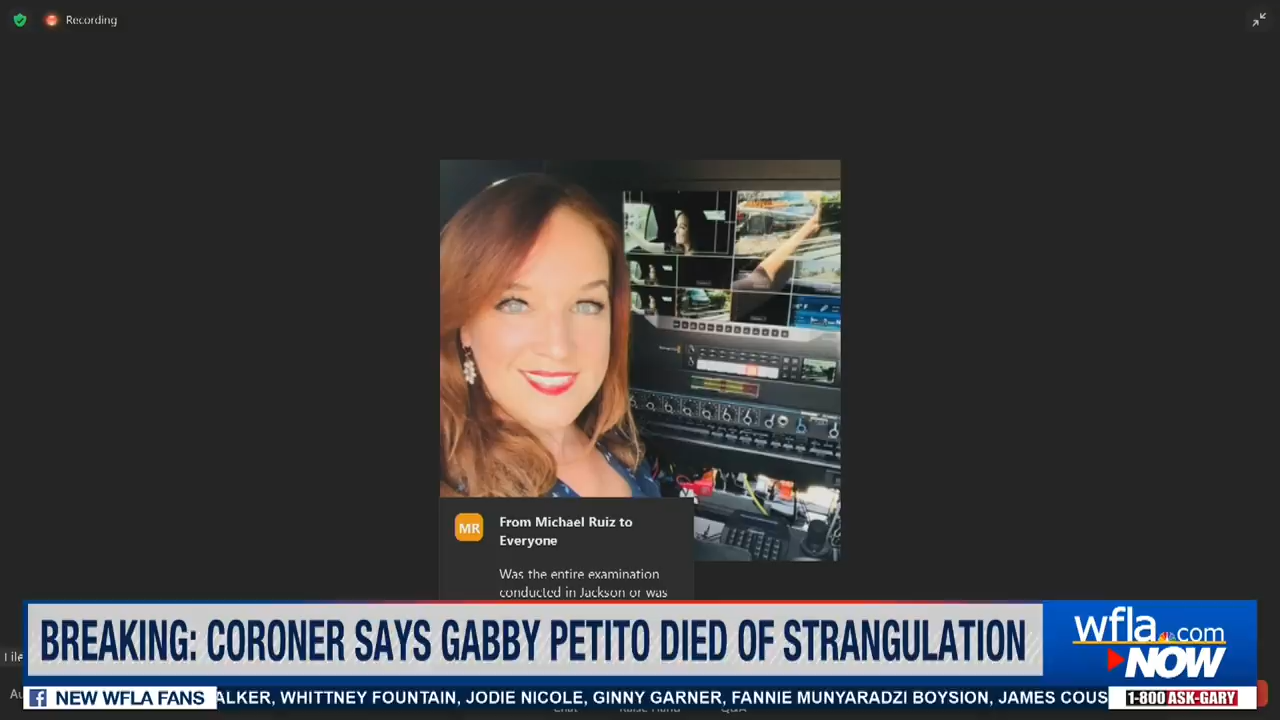 Recording
MR
From Michael Ruiz to
Everyone
Was the entire examination
conducted in Jackson or was
BREAKING: CORONER SAYS GABBY PETITO DIED OF STRANGULATION
wfla.com
NOW
NEW WFLA FANS
ALKER, WHITTNEY FOUNTAIN, JODIE NICOLE, GINNY GARNER, FANNIE MUNYARADZI BOYSION, JAMES COUS
1-800 ASK-GARY